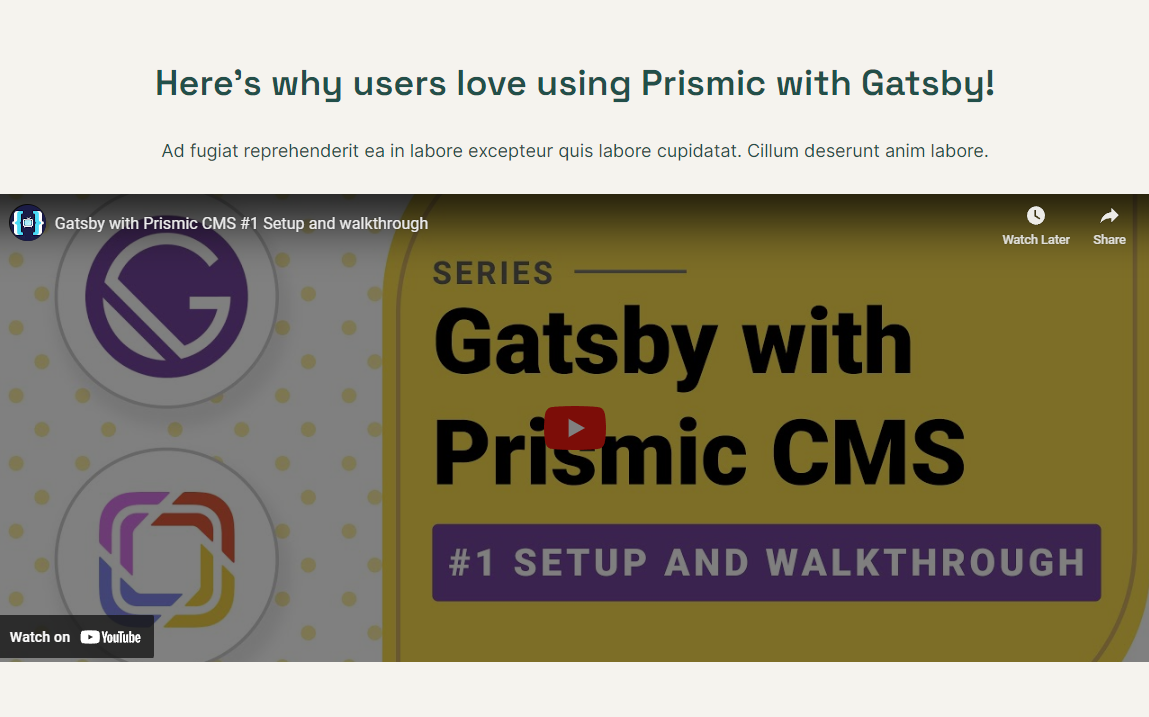 Here's why users love using Prismic with Gatsby!
Ad fugiat reprehenderit ea in labore excepteur quis labore cupidatat. Cillum deserunt anim labore.
Gatsby with Prismic CMS #1 Setup and walkthrough
Watch Later
Share
SERIES
Gatsby with
Prismic CMS
#1 SETUP AND WALKTHROUGH
Watch on YouTube